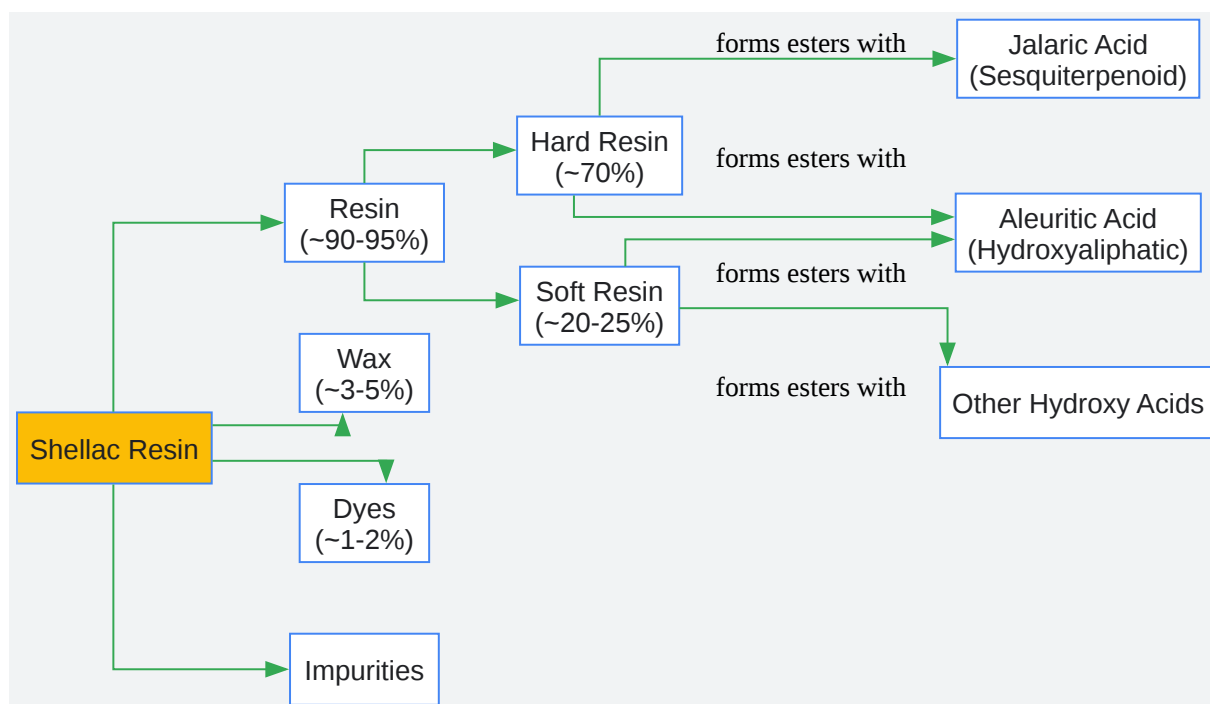 forms esters with
Jalaric Acid
(Sesquiterpenoid)
Hard Resin
(~70%)
forms esters with
Resin
(~90-95%)
Aleuritic Acid
(Hydroxyaliphatic)
forms esters with
Soft Resin
(~20-25%)
Wax
(~3-5%)
forms esters with
Other Hydroxy Acids
Shellac Resin
Dyes
(~1-2%)
Impurities